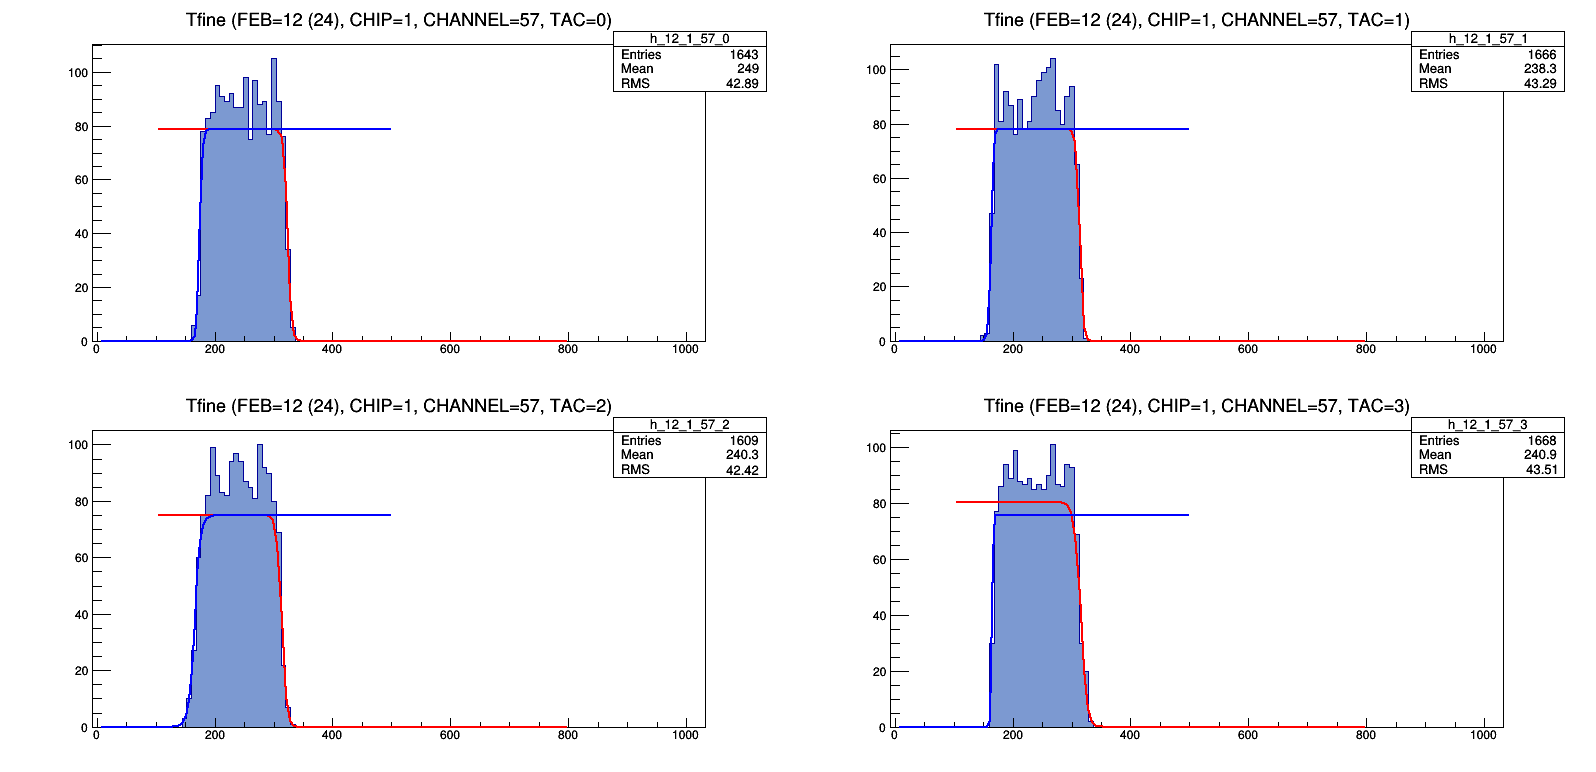 Tfine (FEB=12 (24), CHIP=1, CHANNEL=57, TAC=0)
h_12_1_57_0
Entries 1643
Mean 249
RMS 42.89
100
80
60
40
20
0
0 200 400 600 800 1000
Tfine (FEB=12 (24), CHIP=1, CHANNEL=57, TAC=1)
h_12_1_57_1
Entries 1666
Mean 238.3
RMS 43.29
100
80
60
40
20
0
0 200 400 600 800 1000
Tfine (FEB=12 (24), CHIP=1, CHANNEL=57, TAC=2)
h_12_1_57_2
Entries 1609
Mean 240.3
RMS 42.42
100
80
60
40
20
0
0 200 400 600 800 1000
Tfine (FEB=12 (24), CHIP=1, CHANNEL=57, TAC=3)
h_12_1_57_3
Entries 1668
Mean 240.9
RMS 43.51
100
80
60
40
20
0
0 200 400 600 800 1000